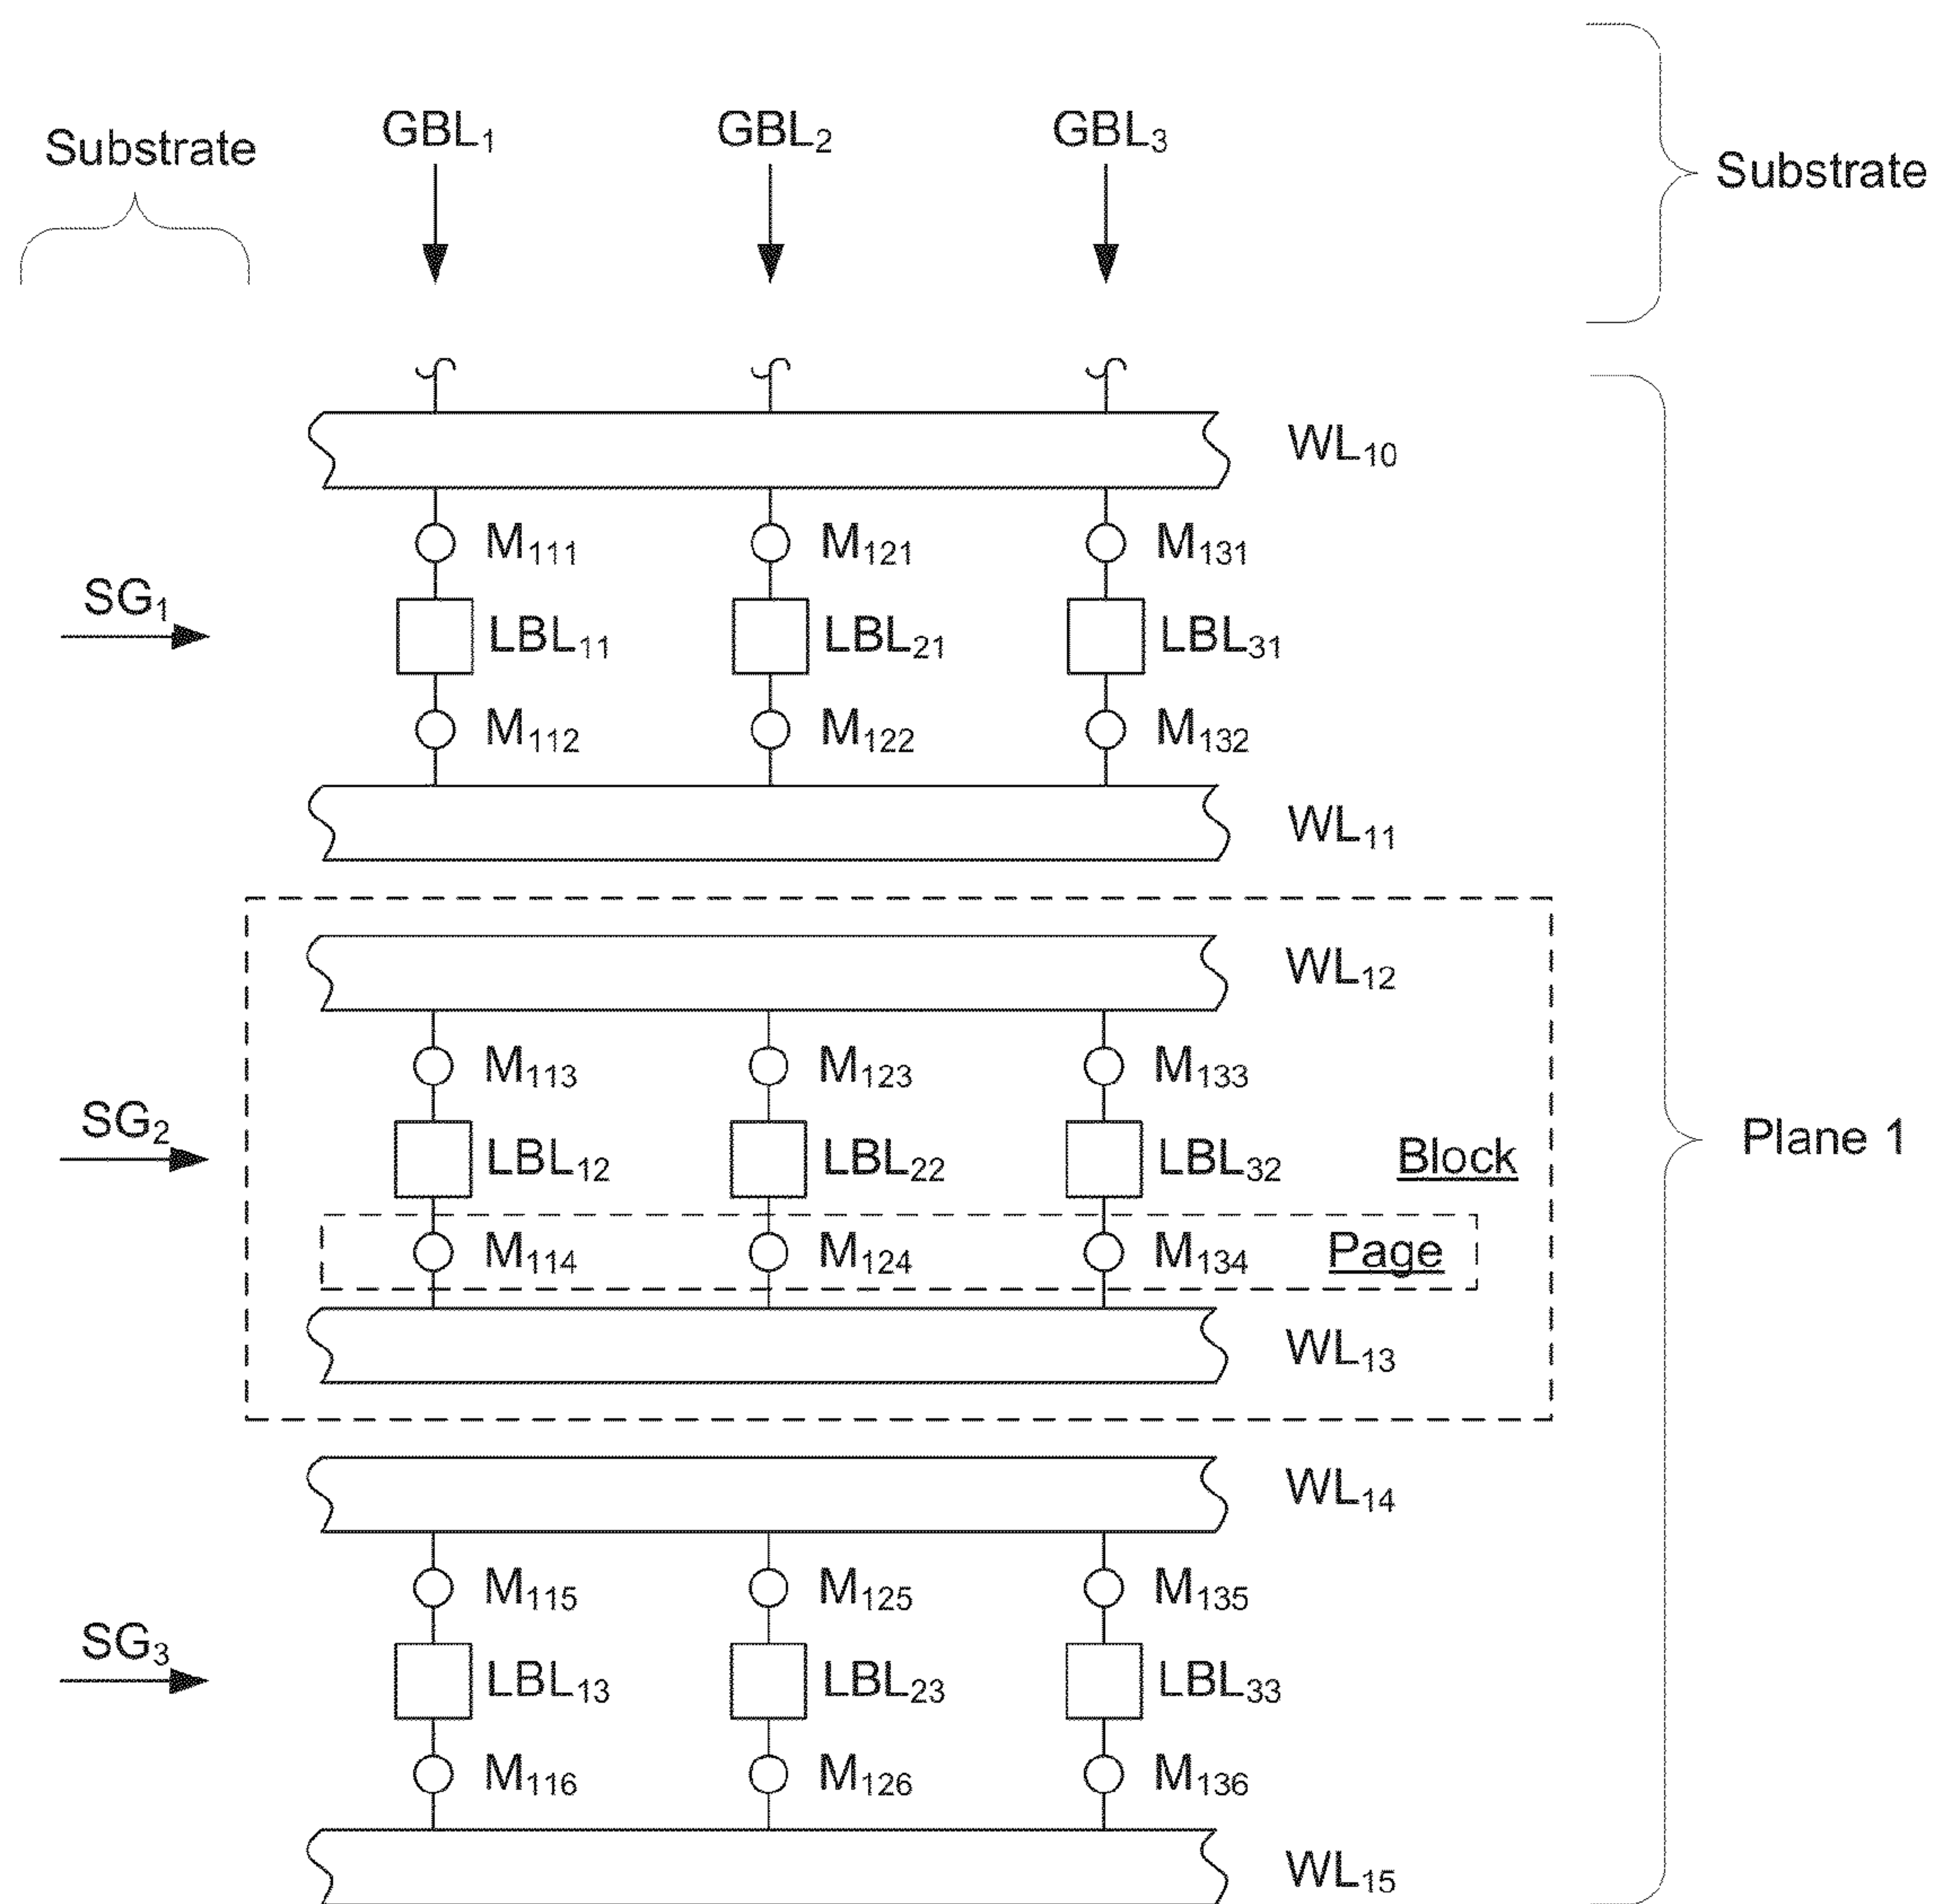 Substrate
GBL₁ GBL₂ GBL₃
Substrate
WL₁₀
M₁₁₁ M₁₂₁ M₁₃₁
SG₁
LBL₁₁ LBL₂₁ LBL₃₁
M₁₁₂ M₁₂₂ M₁₃₂
WL₁₁
WL₁₂
M₁₁₃ M₁₂₃ M₁₃₃
SG₂
LBL₁₂ LBL₂₂ LBL₃₂ Block
Plane 1
M₁₁₄ M₁₂₄ M₁₃₄ Page
WL₁₃
WL₁₄
M₁₁₅ M₁₂₅ M₁₃₅
SG₃
LBL₁₃ LBL₂₃ LBL₃₃
M₁₁₆ M₁₂₆ M₁₃₆
WL₁₅